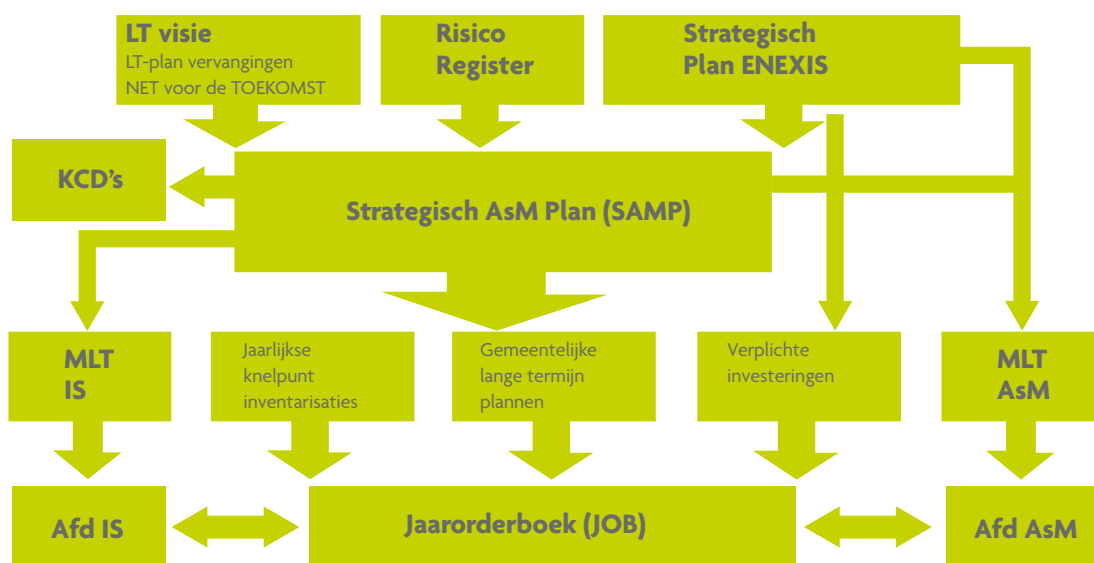 LT visie
LT-plan vervangingen
NET voor de TOEKOMST
Risico
Register
Strategisch
Plan ENEXIS
KCD's
Strategisch AsM Plan (SAMP)
MLT
IS
Jaarlijkse
knelpunt
inventarisaties
Gemeentelijke
lange termijn
plannen
Verplichte
investeringen
MLT
AsM
Afd IS
Jaarorderboek (JOB)
Afd AsM